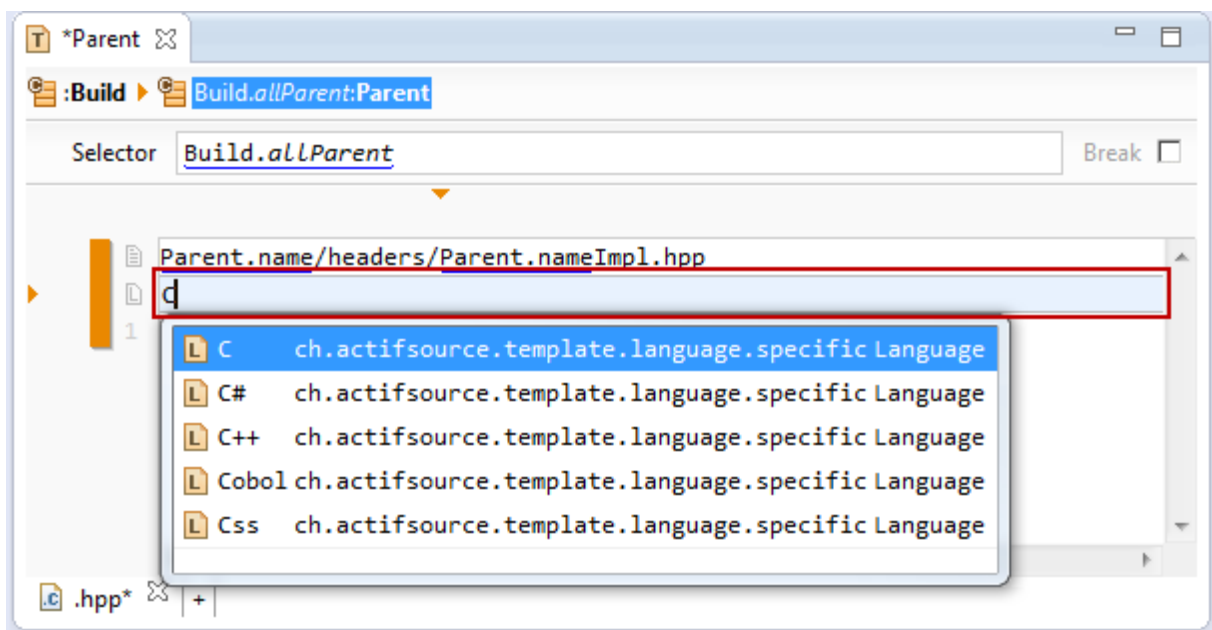 *Parent
:Build Build.allParent:Parent
Selector Build.allParent Break
Parent.name/headers/Parent.nameImpl.hpp
C
1
L C ch.actifsource.template.language.specific Language
L C# ch.actifsource.template.language.specific Language
L C++ ch.actifsource.template.language.specific Language
L Cobol ch.actifsource.template.language.specific Language
L Css ch.actifsource.template.language.specific Language
.c .hpp* +